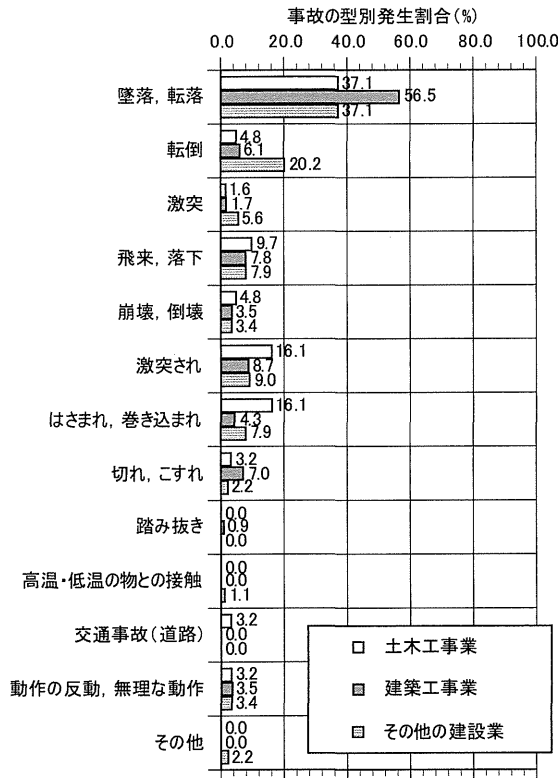 事故の型別発生割合(%)
0.0 20.0 40.0 60.0 80.0 100.0
墜落, 転落
37.1
56.5
37.1
転倒
4.8
6.1
20.2
激突
1.6
1.7
5.6
飛来, 落下
9.7
7.8
7.9
崩壊, 倒壊
4.8
3.5
3.4
激突され
16.1
8.7
9.0
はさまれ, 巻き込まれ
16.1
4.3
7.9
切れ, こすれ
3.2
7.0
2.2
踏み抜き
0.0
0.9
0.0
高温・低温の物との接触
0.0
0.0
1.1
交通事故(道路)
3.2
0.0
0.0
動作の反動, 無理な動作
3.2
3.5
3.4
その他
0.0
0.0
2.2
土木工事業
建築工事業
その他の建設業